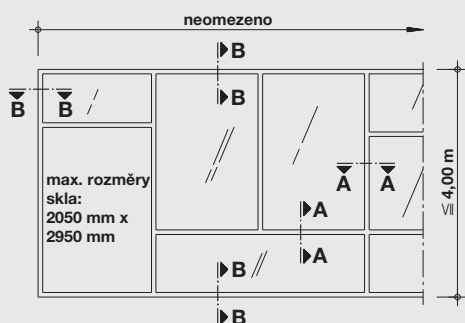 neomezeno
B
B
B B
max. rozměry
skla:
2050 mm x
2950 mm
A A
A
A
B
B
≦ 4,00 m